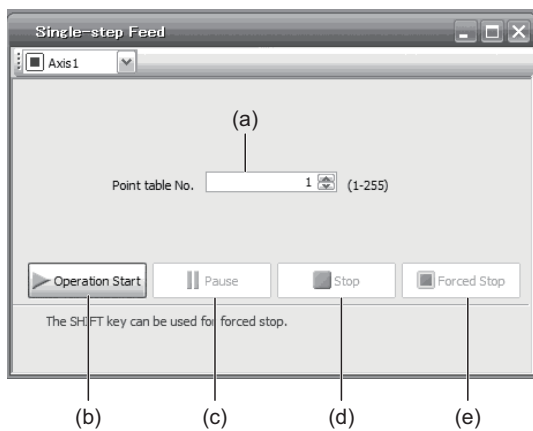 Single-step Feed
Axis1
(a)
Point table No. 1 (1-255)
Operation Start Pause Stop Forced Stop
The SHIFT key can be used for forced stop.
(b) (c) (d) (e)